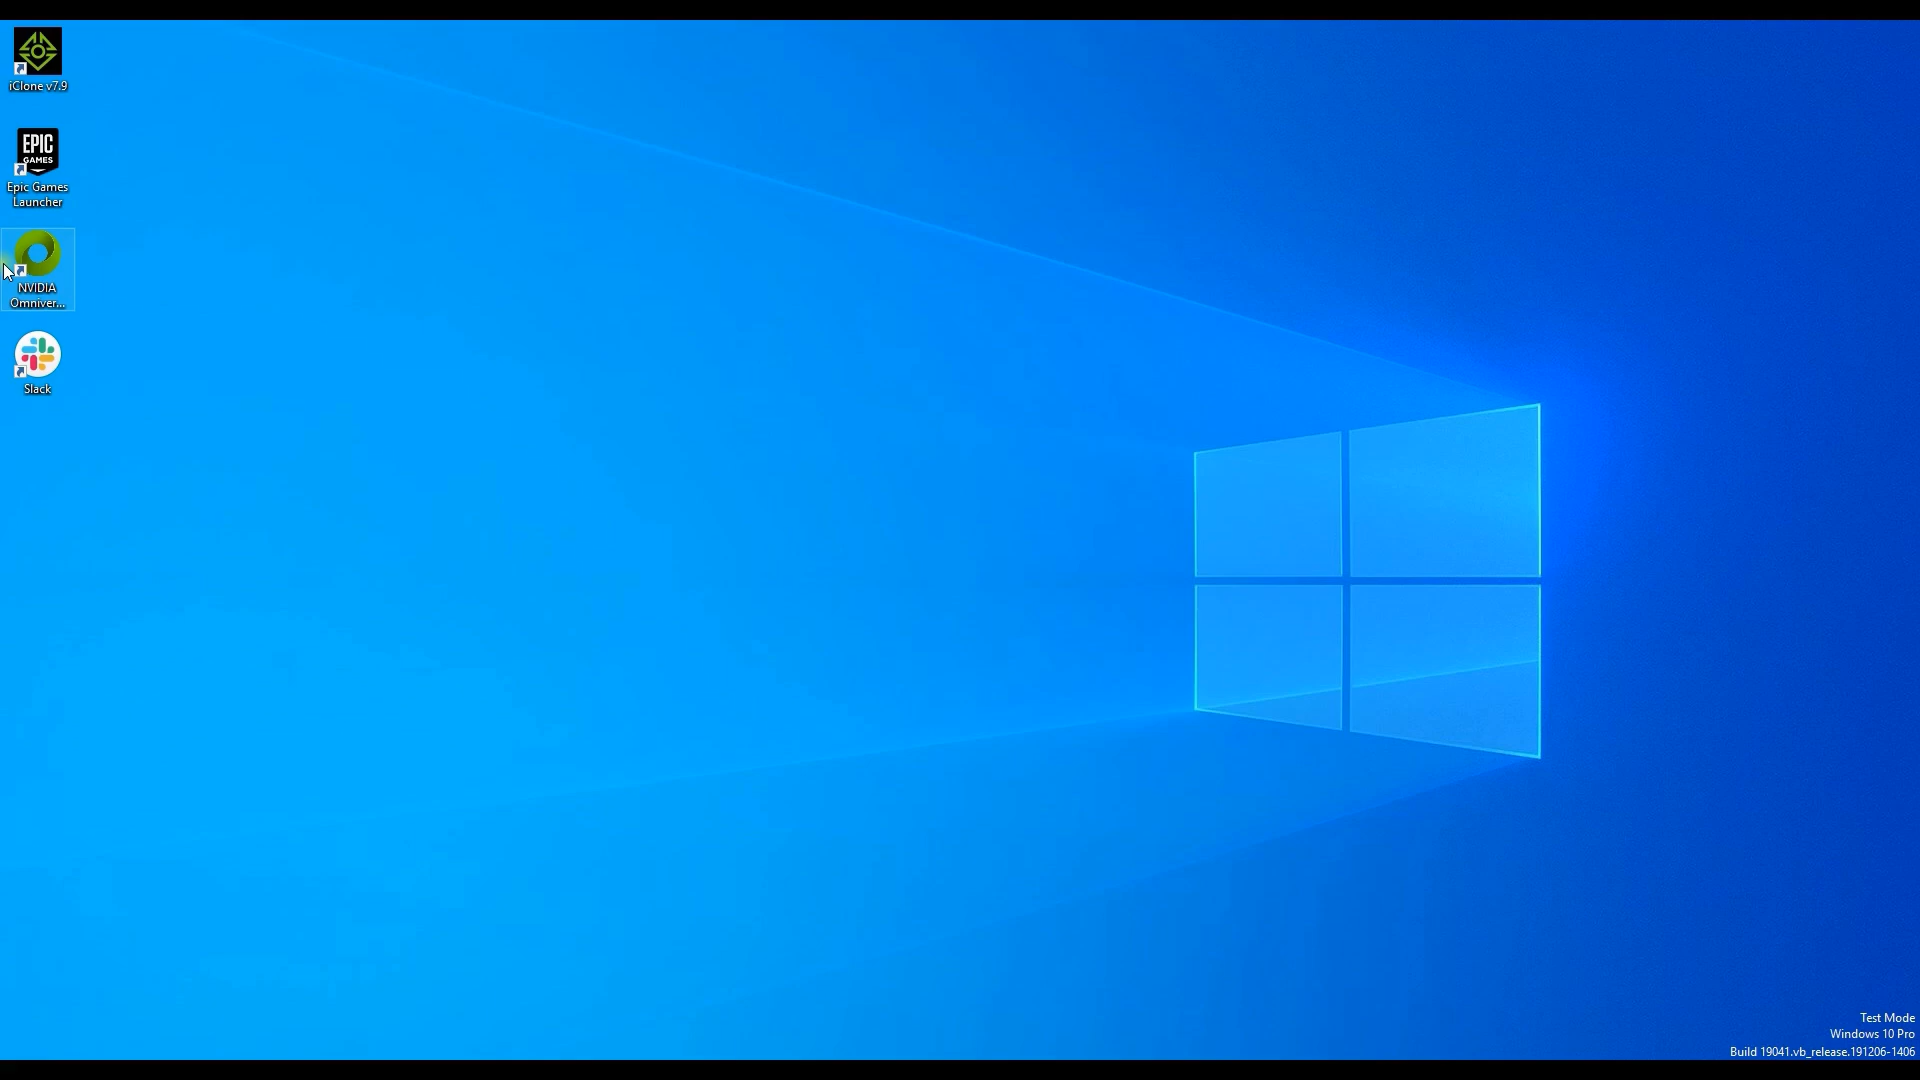 iClone v7.9
EPIC
GAMES
Epic Games
Launcher
NVIDIA
Omniver...
Slack
Test Mode
Windows 10 Pro
Build 19041.vb_release.191206-1406